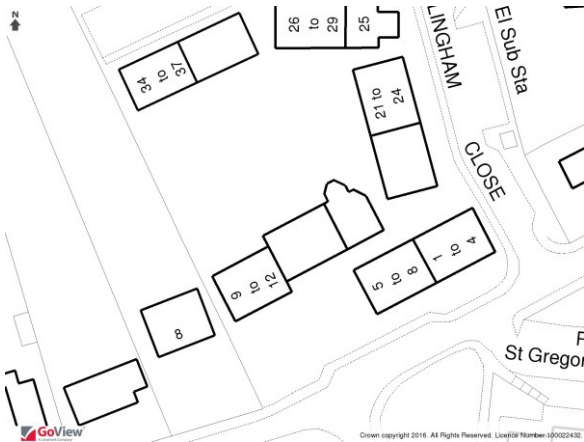 N
26
to
29
25
34
to
37
LINGHAM
El Sub Sta
21 to
24
CLOSE
1
to
4
5
to
8
9
to
12
8
St Gregor
GoView
Crown copyright 2018. All Rights Reserved. Licence Number 100022432